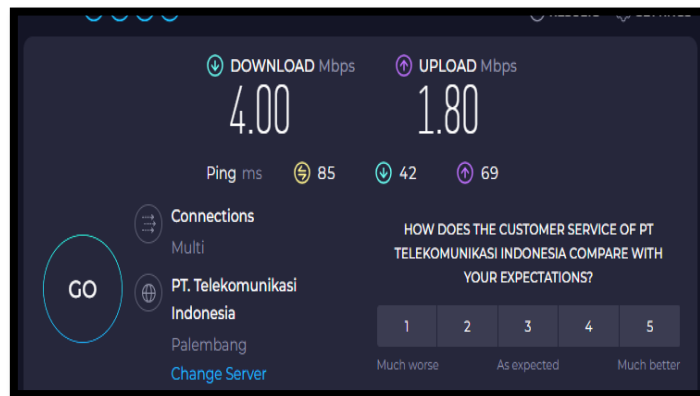 DOWNLOAD Mbps
UPLOAD Mbps
4.00
1.80
Ping ms 85 42 69
Connections
Multi
GO
PT. Telekomunikasi
Indonesia
Palembang
Change Server
HOW DOES THE CUSTOMER SERVICE OF PT
TELEKOMUNIKASI INDONESIA COMPARE WITH
YOUR EXPECTATIONS?
1 2 3 4 5
Much worse As expected Much better